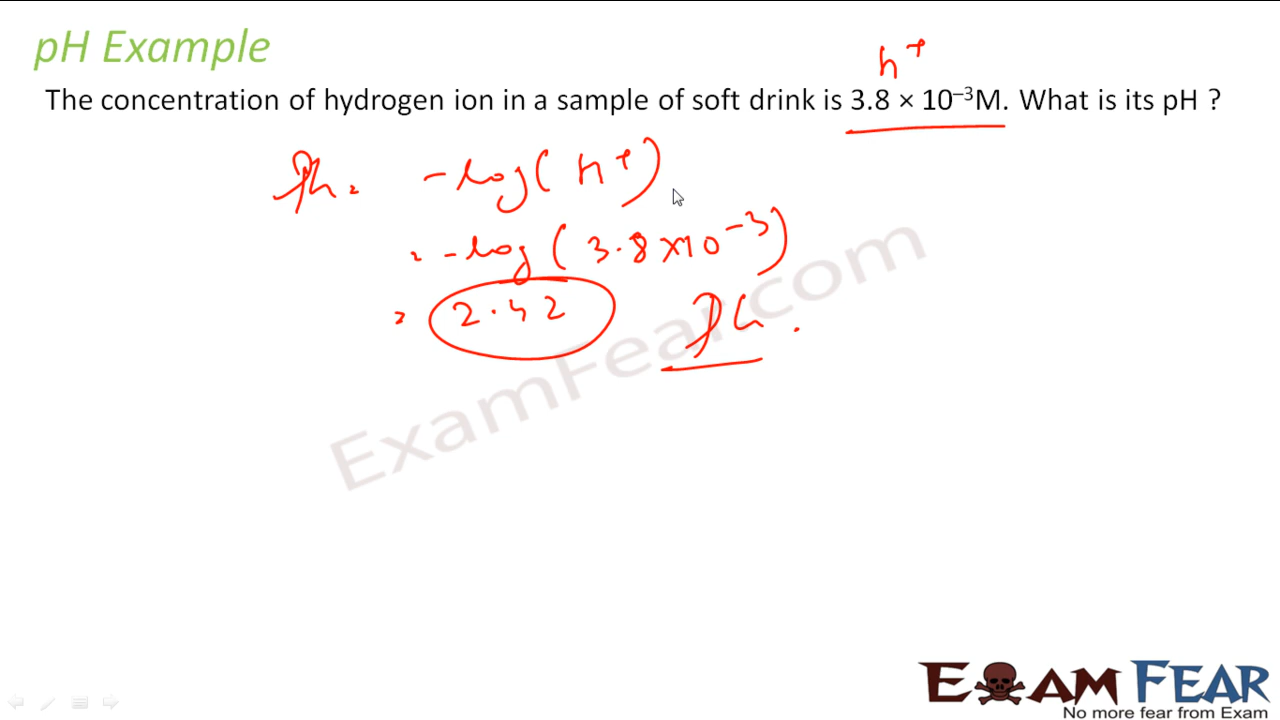 pH Example
h+
The concentration of hydrogen ion in a sample of soft drink is 3.8 × 10⁻³M. What is its pH ?
Ph = -log(h+)
= -log(3.8×10⁻³)
= 2.42 Ph.
ExamFear.com
EXAM FEAR
No more fear from Exam